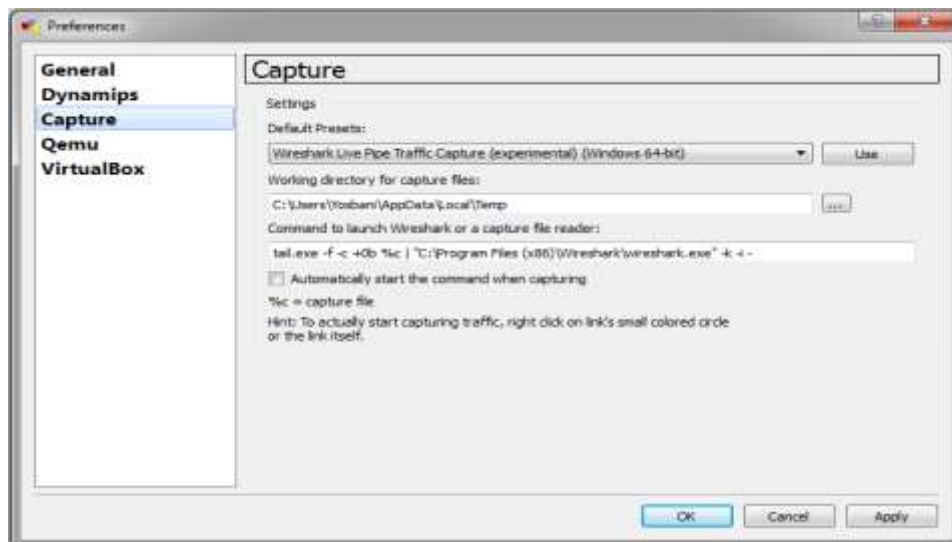 Preferences
General
Dynamips
Capture
Qemu
VirtualBox
Capture
Settings
Default Presets:
Wireshark Live Pipe Traffic Capture (experimental) (Windows 64-bit)
Use
Working directory for capture files:
C:\Users\Yosbani\AppData\Local\Temp
...
Command to launch Wireshark or a capture file reader:
tail.exe -f -c +0b %c | "C:\Program Files (x86)\Wireshark\wireshark.exe" -k -i -
Automatically start the command when capturing
%c = capture file
Hint: To actually start capturing traffic, right click on link's small colored circle
or the link itself.
OK
Cancel
Apply